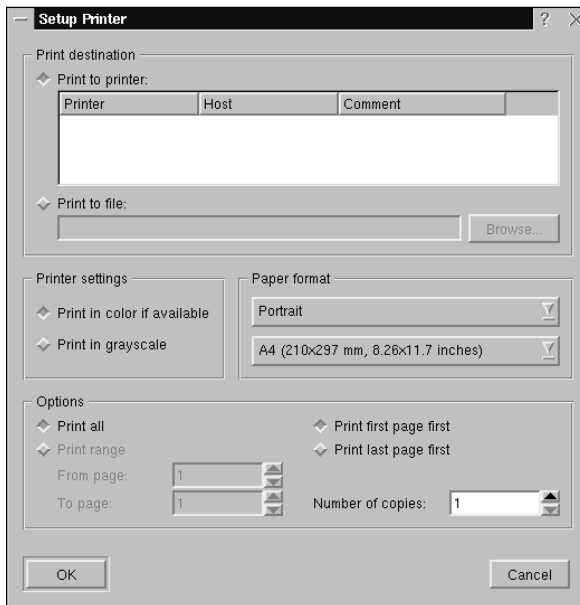 Setup Printer
Print destination
Print to printer:
Printer Host Comment
Print to file:
Browse...
Printer settings
Print in color if available
Print in grayscale
Paper format
Portrait
A4 (210x297 mm, 8.26x11.7 inches)
Options
Print all
Print range
From page: 1
To page: 1
Print first page first
Print last page first
Number of copies: 1
OK
Cancel